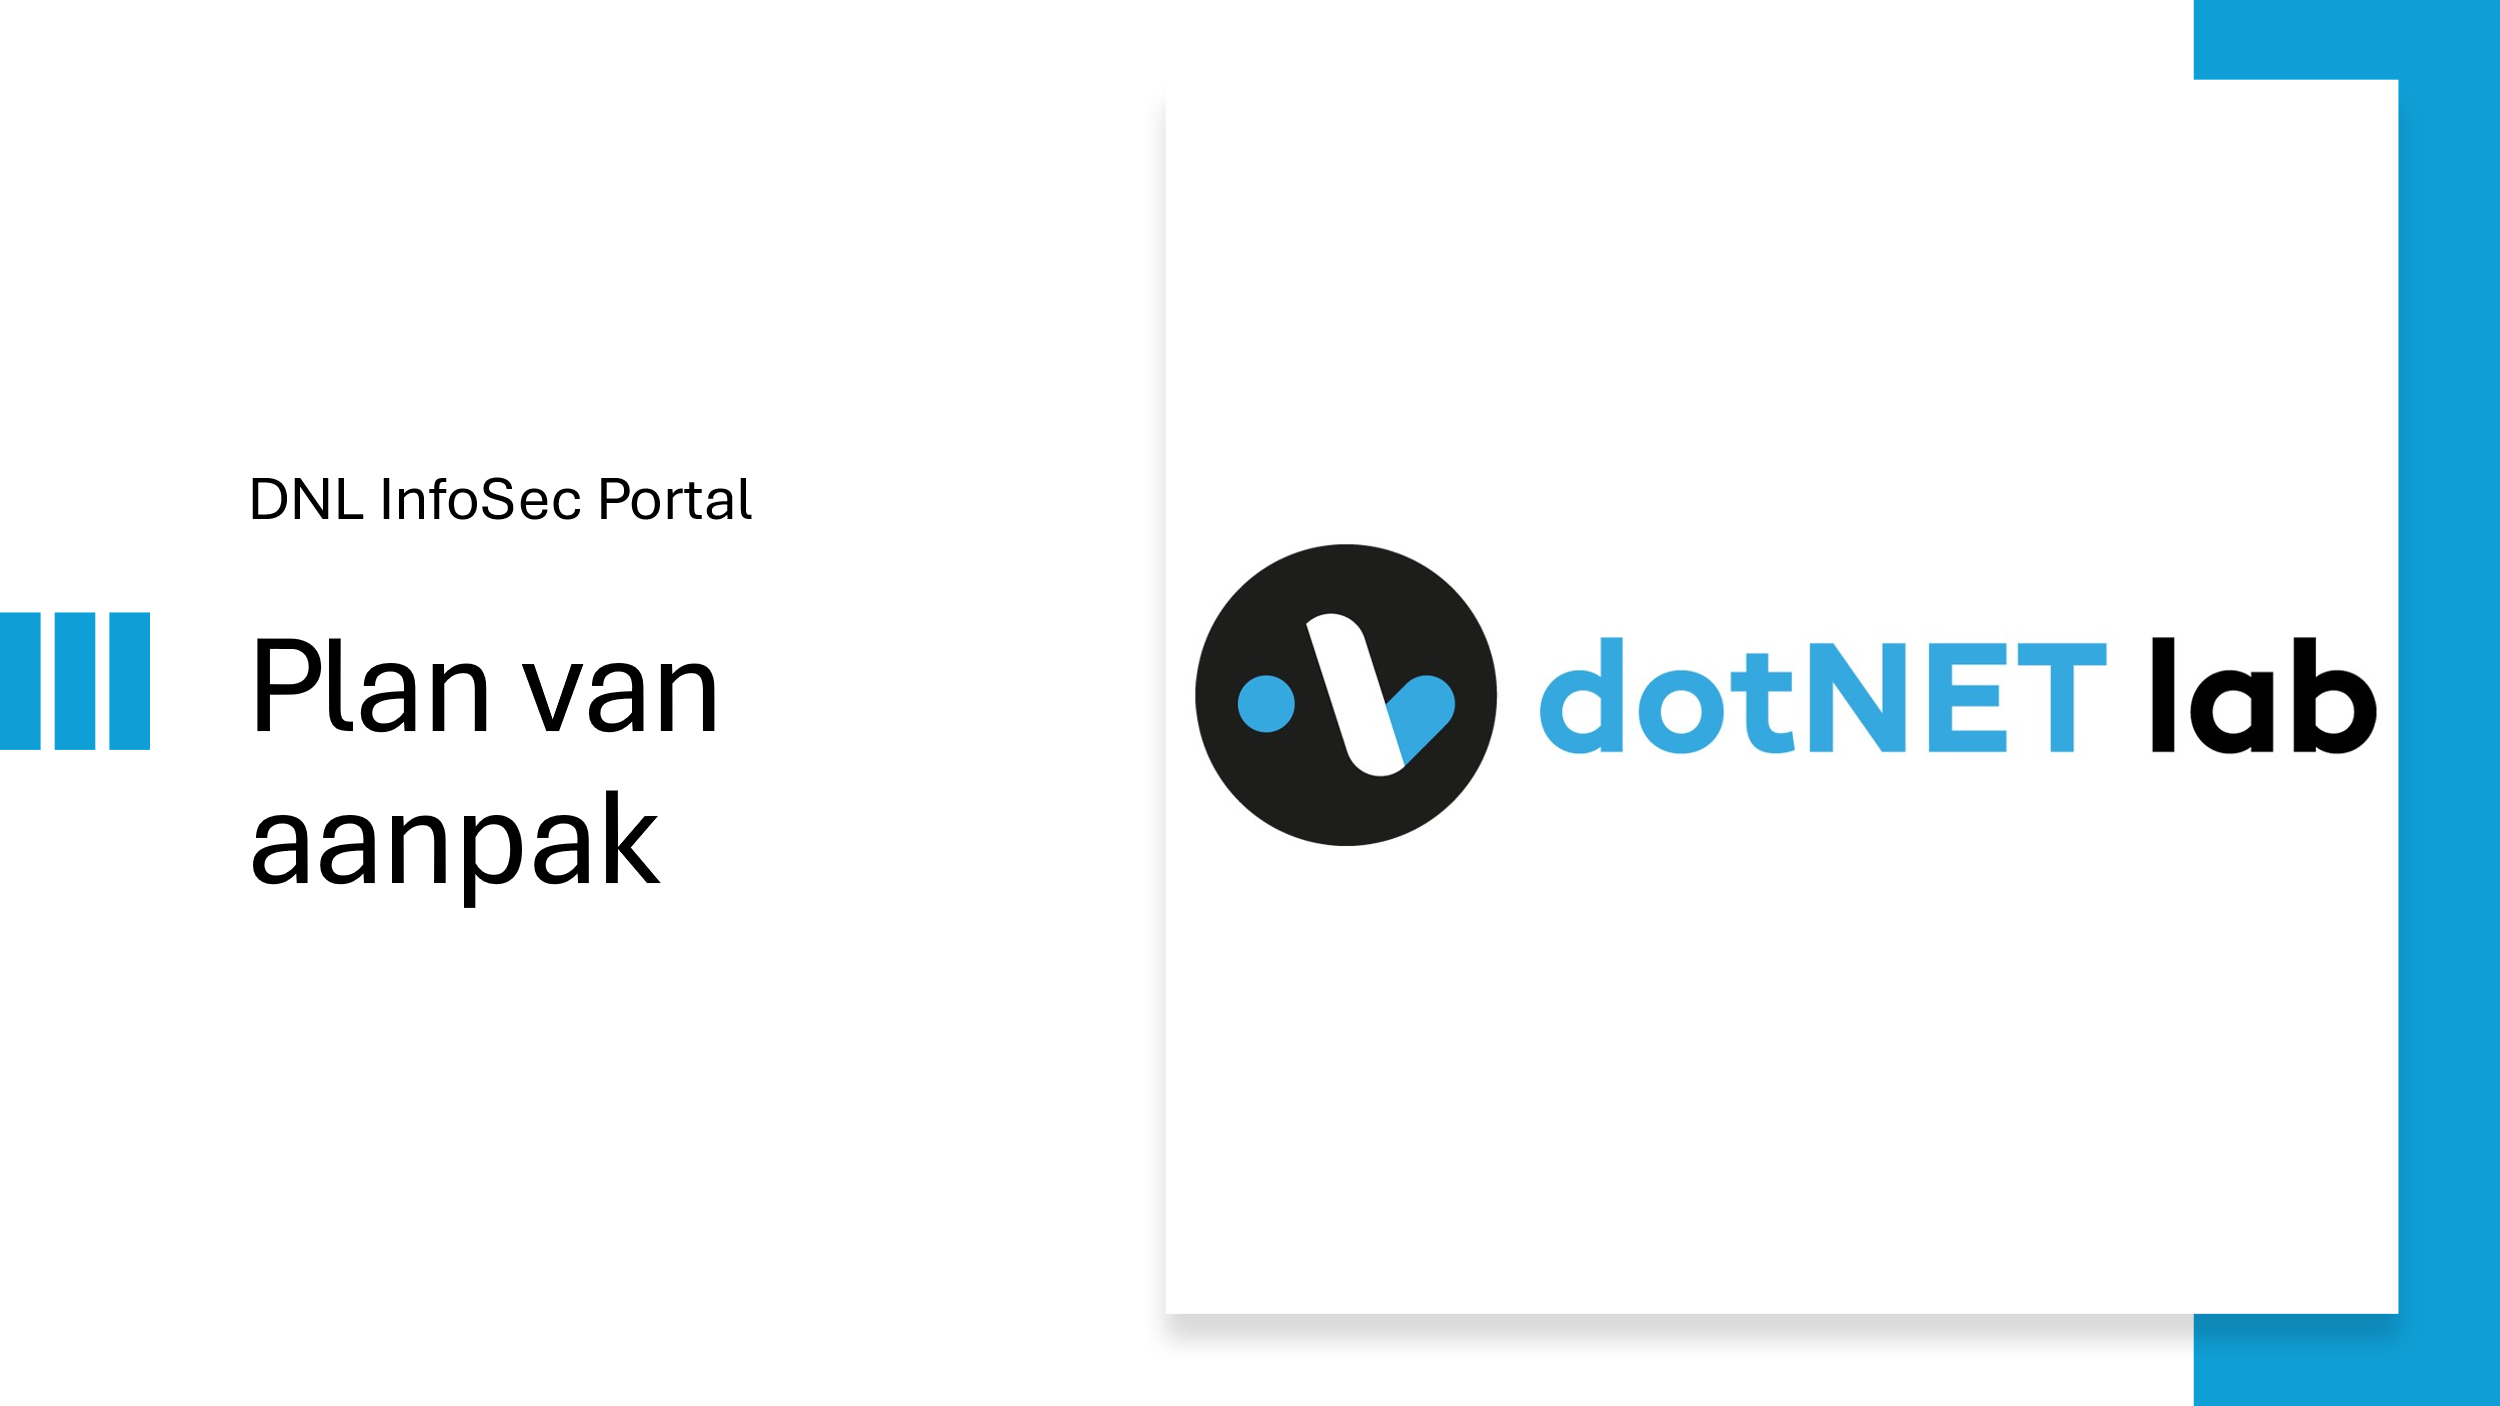 DNL InfoSec Portal
Plan van
aanpak
dotNET lab